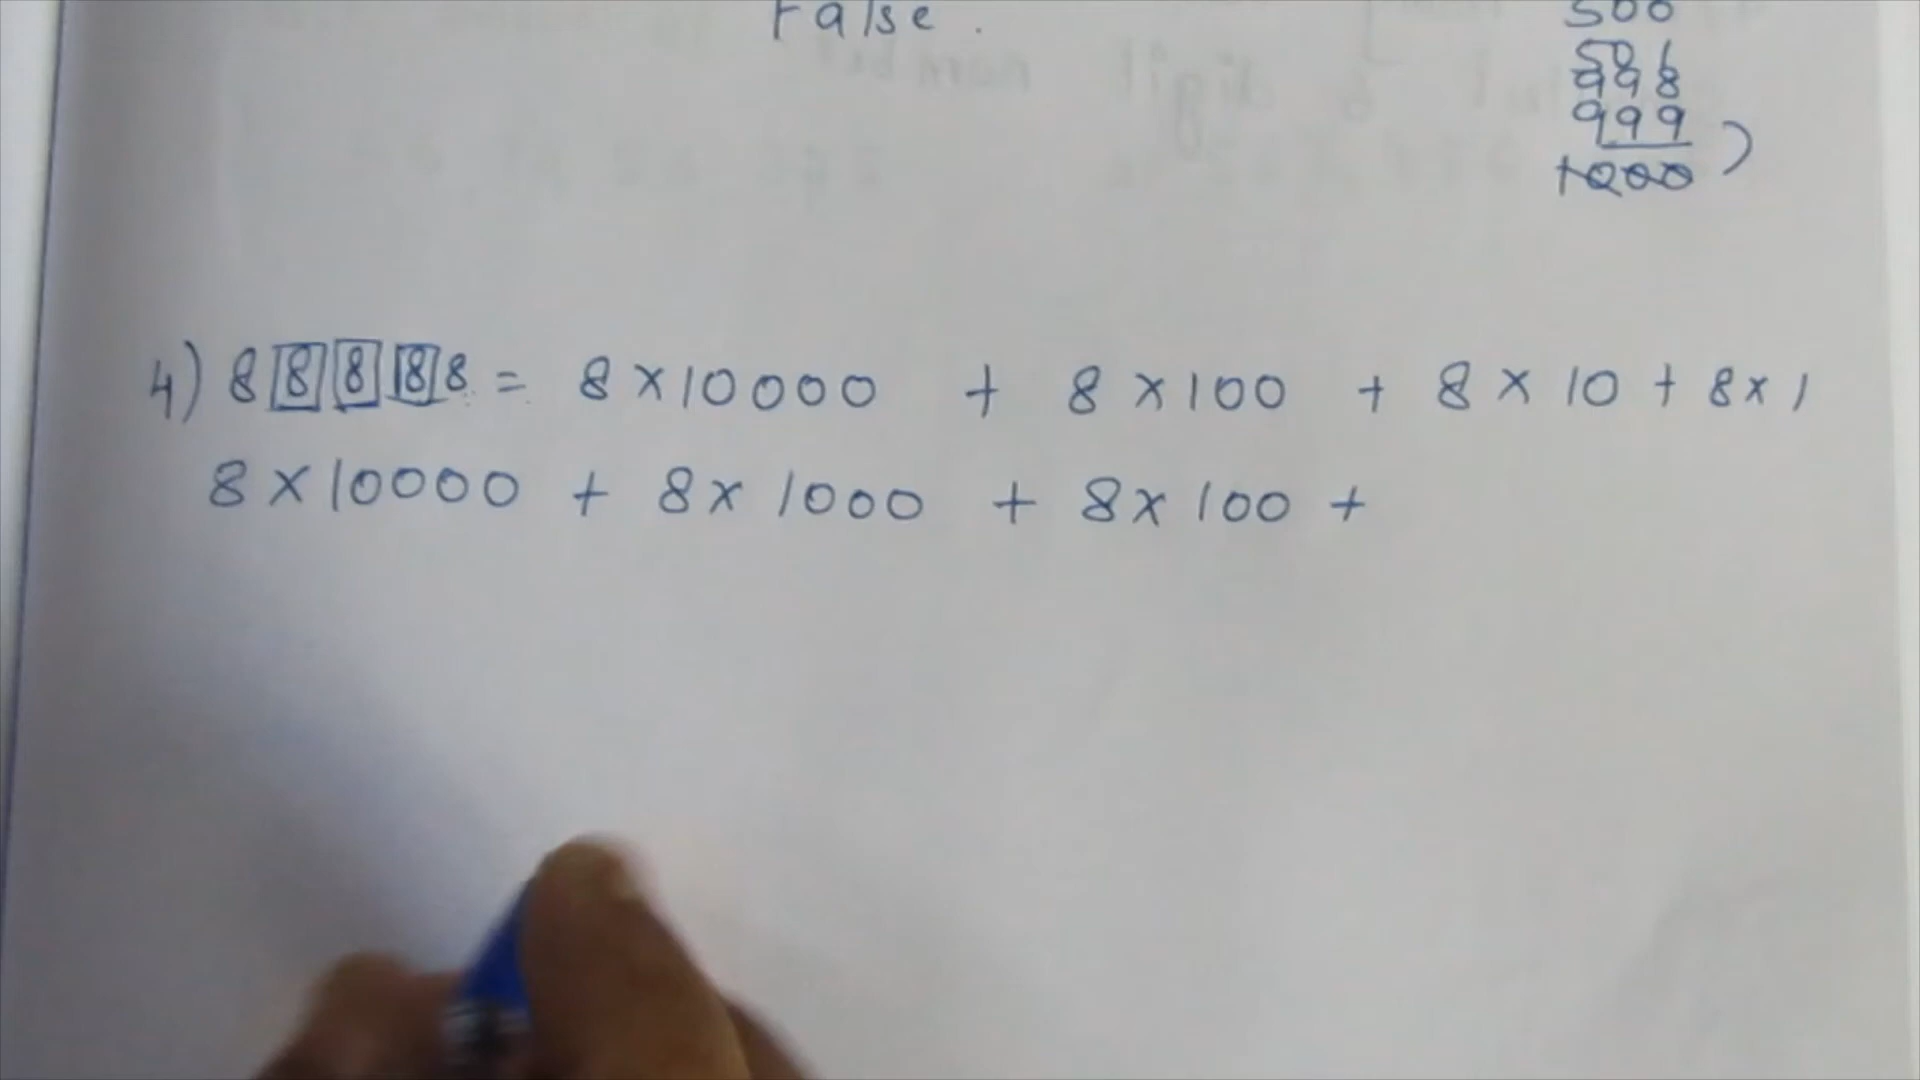 False.
500
501
998
999
1000
4) 88888 = 8 × 10000 + 8 × 100 + 8 × 10 + 8 × 1
8 × 10000 + 8 × 1000 + 8 × 100 +